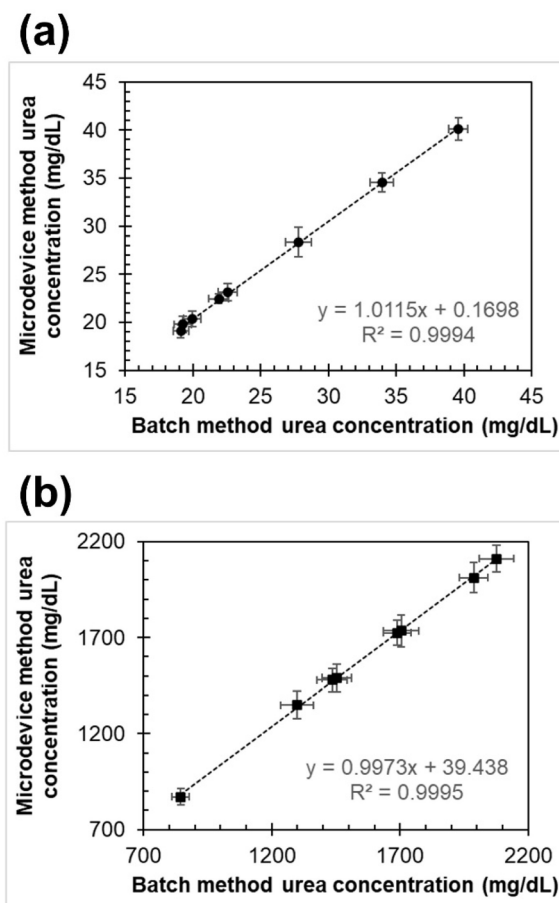 (a)
45
40
35
30
25
20
15
15 20 25 30 35 40 45
Microdevice method urea
concentration (mg/dL)
y = 1.0115x + 0.1698
R² = 0.9994
Batch method urea concentration (mg/dL)
(b)
2200
1700
1200
700
700 1200 1700 2200
Microdevice method urea
concentration (mg/dL)
y = 0.9973x + 39.438
R² = 0.9995
Batch method urea concentration (mg/dL)